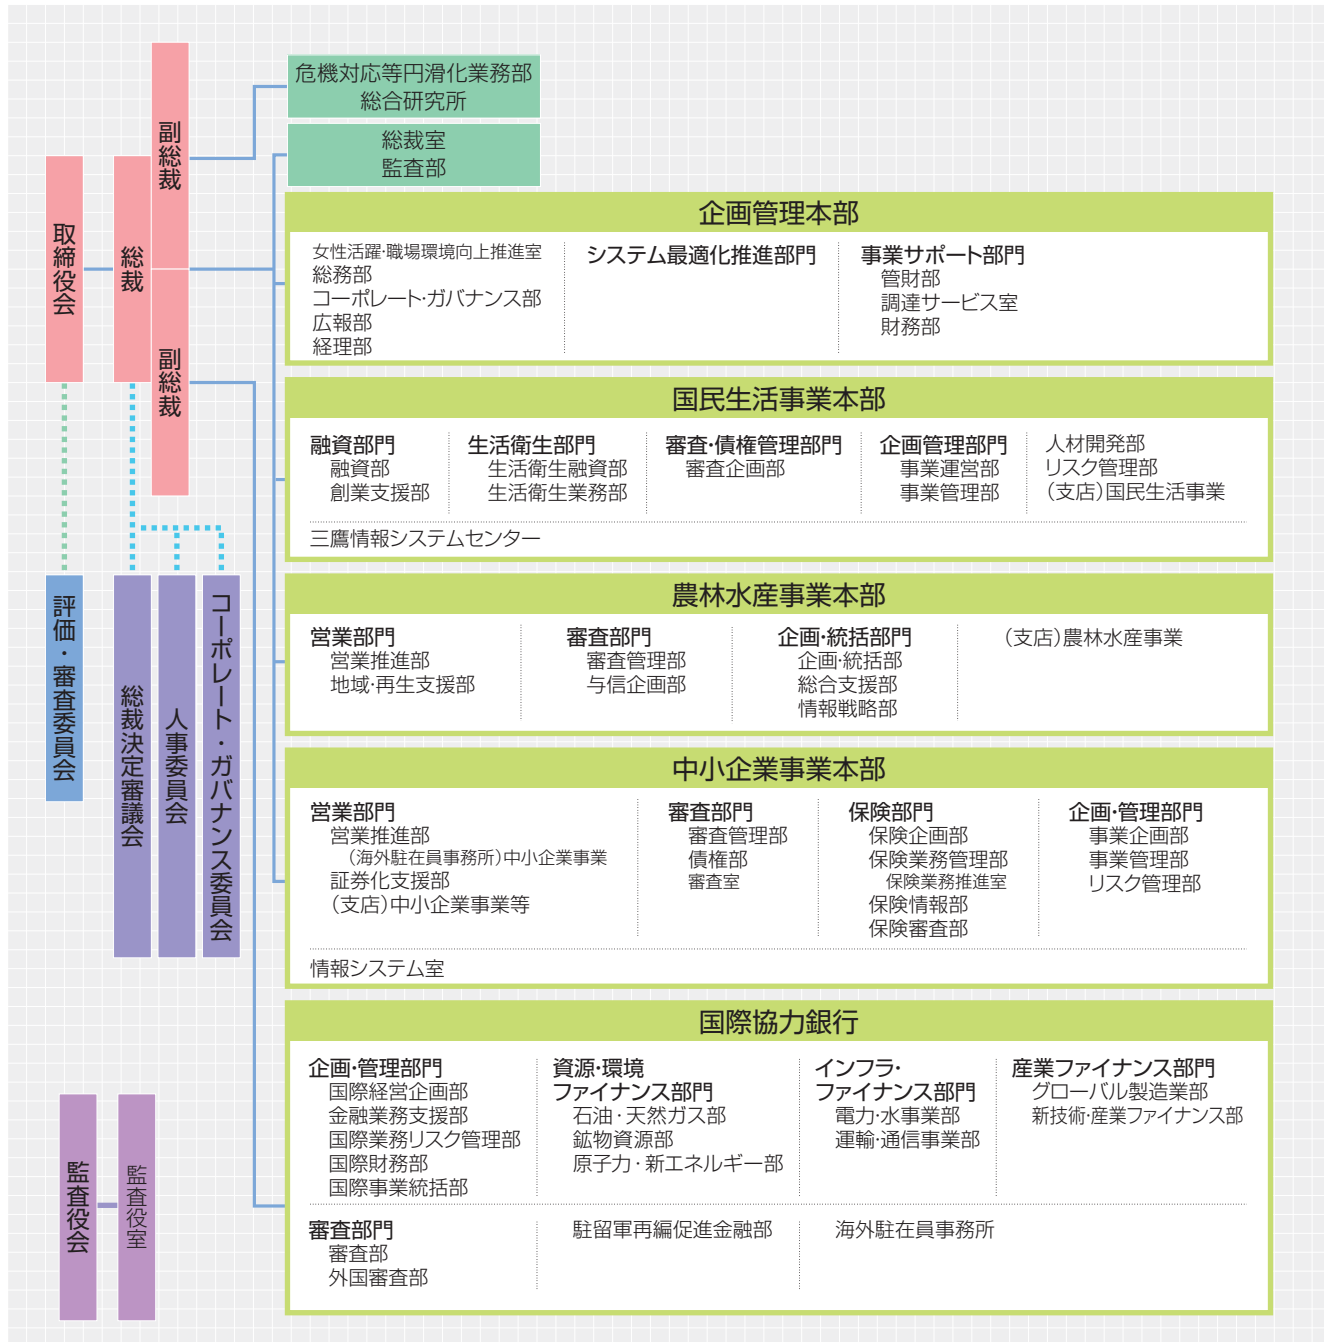 取締役会
総裁
副総裁
副総裁
評価・審査委員会
総裁決定審議会
人事委員会
コーポレート・ガバナンス委員会
監査役会
監査役室
危機対応等円滑化業務部
総合研究所
総裁室
監査部
企画管理本部
女性活躍・職場環境向上推進室
総務部
コーポレート・ガバナンス部
広報部
経理部
システム最適化推進部門
事業サポート部門
管財部
調達サービス室
財務部
国民生活事業本部
融資部門
融資部
創業支援部
生活衛生部門
生活衛生融資部
生活衛生業務部
審査・債権管理部門
審査企画部
企画管理部門
事業運営部
事業管理部
人材開発部
リスク管理部
（支店）国民生活事業
三鷹情報システムセンター
農林水産事業本部
営業部門
営業推進部
地域・再生支援部
審査部門
審査管理部
与信企画部
企画・統括部門
企画・統括部
総合支援部
情報戦略部
（支店）農林水産事業
中小企業事業本部
営業部門
営業推進部
（海外駐在員事務所）中小企業事業
証券化支援部
（支店）中小企業事業等
審査部門
審査管理部
債権部
審査室
保険部門
保険企画部
保険業務管理部
保険業務推進室
保険情報部
保険審査部
企画・管理部門
事業企画部
事業管理部
リスク管理部
情報システム室
国際協力銀行
企画・管理部門
国際経営企画部
金融業務支援部
国際業務リスク管理部
国際財務部
国際事業統括部
資源・環境
ファイナンス部門
石油・天然ガス部
鉱物資源部
原子力・新エネルギー部
インフラ・
ファイナンス部門
電力・水事業部
運輸・通信事業部
産業ファイナンス部門
グローバル製造業部
新技術・産業ファイナンス部
審査部門
審査部
外国審査部
駐留軍再編促進金融部
海外駐在員事務所